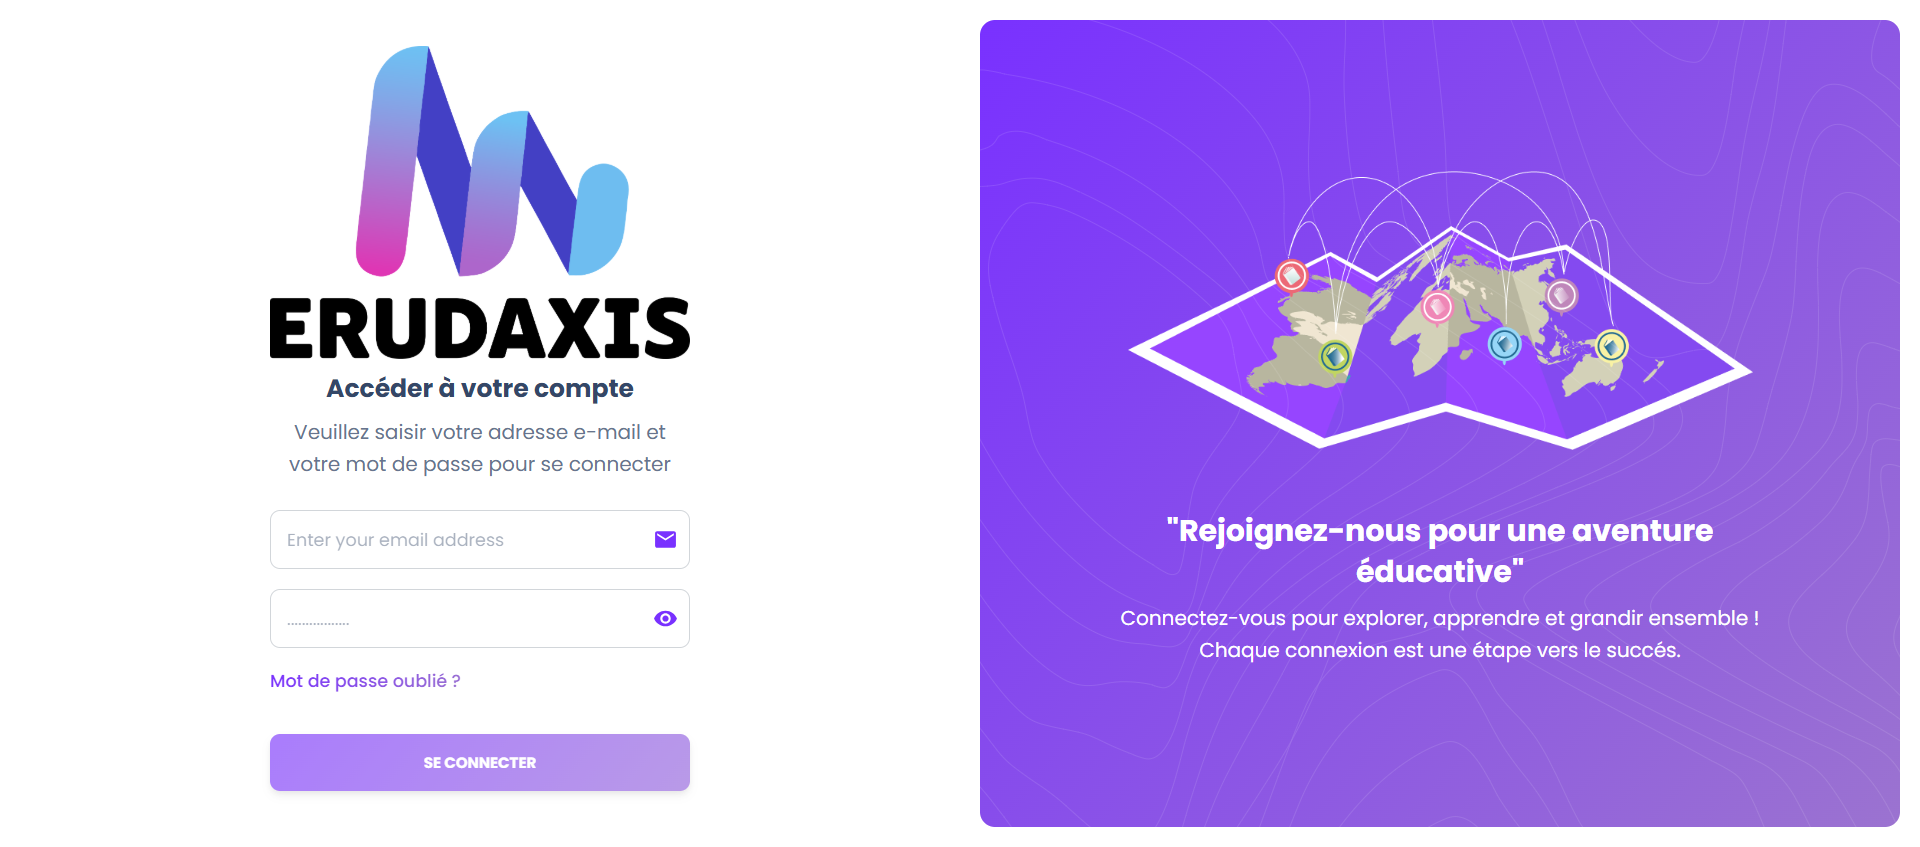 ERUDAXIS
Accéder à votre compte
Veuillez saisir votre adresse e-mail et
votre mot de passe pour se connecter
Enter your email address
................
Mot de passe oublié ?
SE CONNECTER
"Rejoignez-nous pour une aventure
éducative"
Connectez-vous pour explorer, apprendre et grandir ensemble !
Chaque connexion est une étape vers le succés.